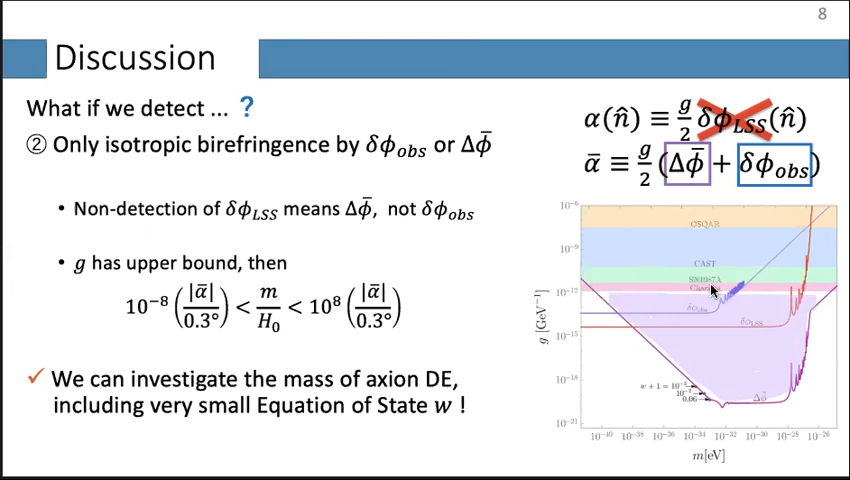 8
Discussion
What if we detect ... ?
② Only isotropic birefringence by δϕ_obs or Δϕ̄
• Non-detection of δϕ_LSS means Δϕ̄, not δϕ_obs
• g has upper bound, then
10⁻⁸ (|ᾱ|/0.3°) < m/H₀ < 10⁸ (|ᾱ|/0.3°)
✓ We can investigate the mass of axion DE,
including very small Equation of State w !
α(n̂) ≡ g/2 δϕ_LSS(n̂)
ᾱ ≡ g/2 (Δϕ̄ + δϕ_obs)
10⁻⁶
OSQAR
10⁻⁹
CAST
SN1987A
10⁻¹²
δϕ_obs
δϕ_LSS
10⁻¹⁵
g [GeV⁻¹]
10⁻¹⁸
w + 1 = 10⁻³
10⁻²
0.06
Δϕ̄
10⁻²¹
10⁻⁴⁰ 10⁻³⁸ 10⁻³⁶ 10⁻³⁴ 10⁻³² 10⁻³⁰ 10⁻²⁸ 10⁻²⁶
m[eV]